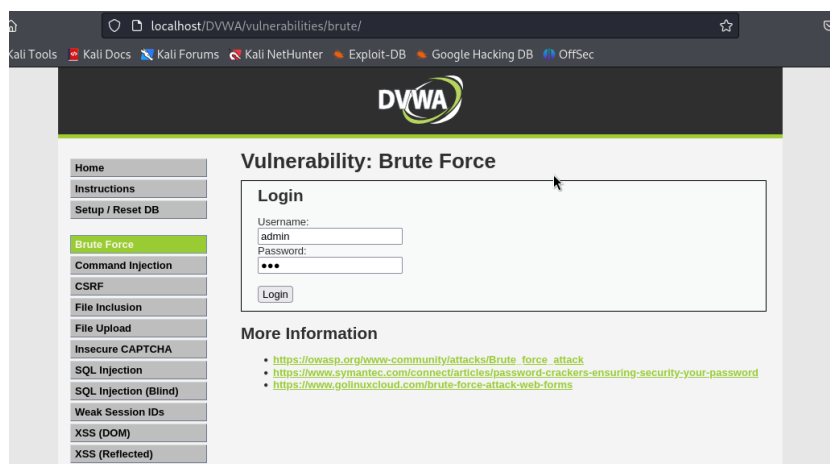 localhost/DVWA/vulnerabilities/brute/
Kali Tools Kali Docs Kali Forums Kali NetHunter Exploit-DB Google Hacking DB OffSec
DVWA
Home
Instructions
Setup / Reset DB
Brute Force
Command Injection
CSRF
File Inclusion
File Upload
Insecure CAPTCHA
SQL Injection
SQL Injection (Blind)
Weak Session IDs
XSS (DOM)
XSS (Reflected)
Vulnerability: Brute Force
Login
Username:
admin
Password:
•••
Login
More Information
• https://owasp.org/www-community/attacks/Brute_force_attack
• https://www.symantec.com/connect/articles/password-crackers-ensuring-security-your-password
• https://www.golinuxcloud.com/brute-force-attack-web-forms